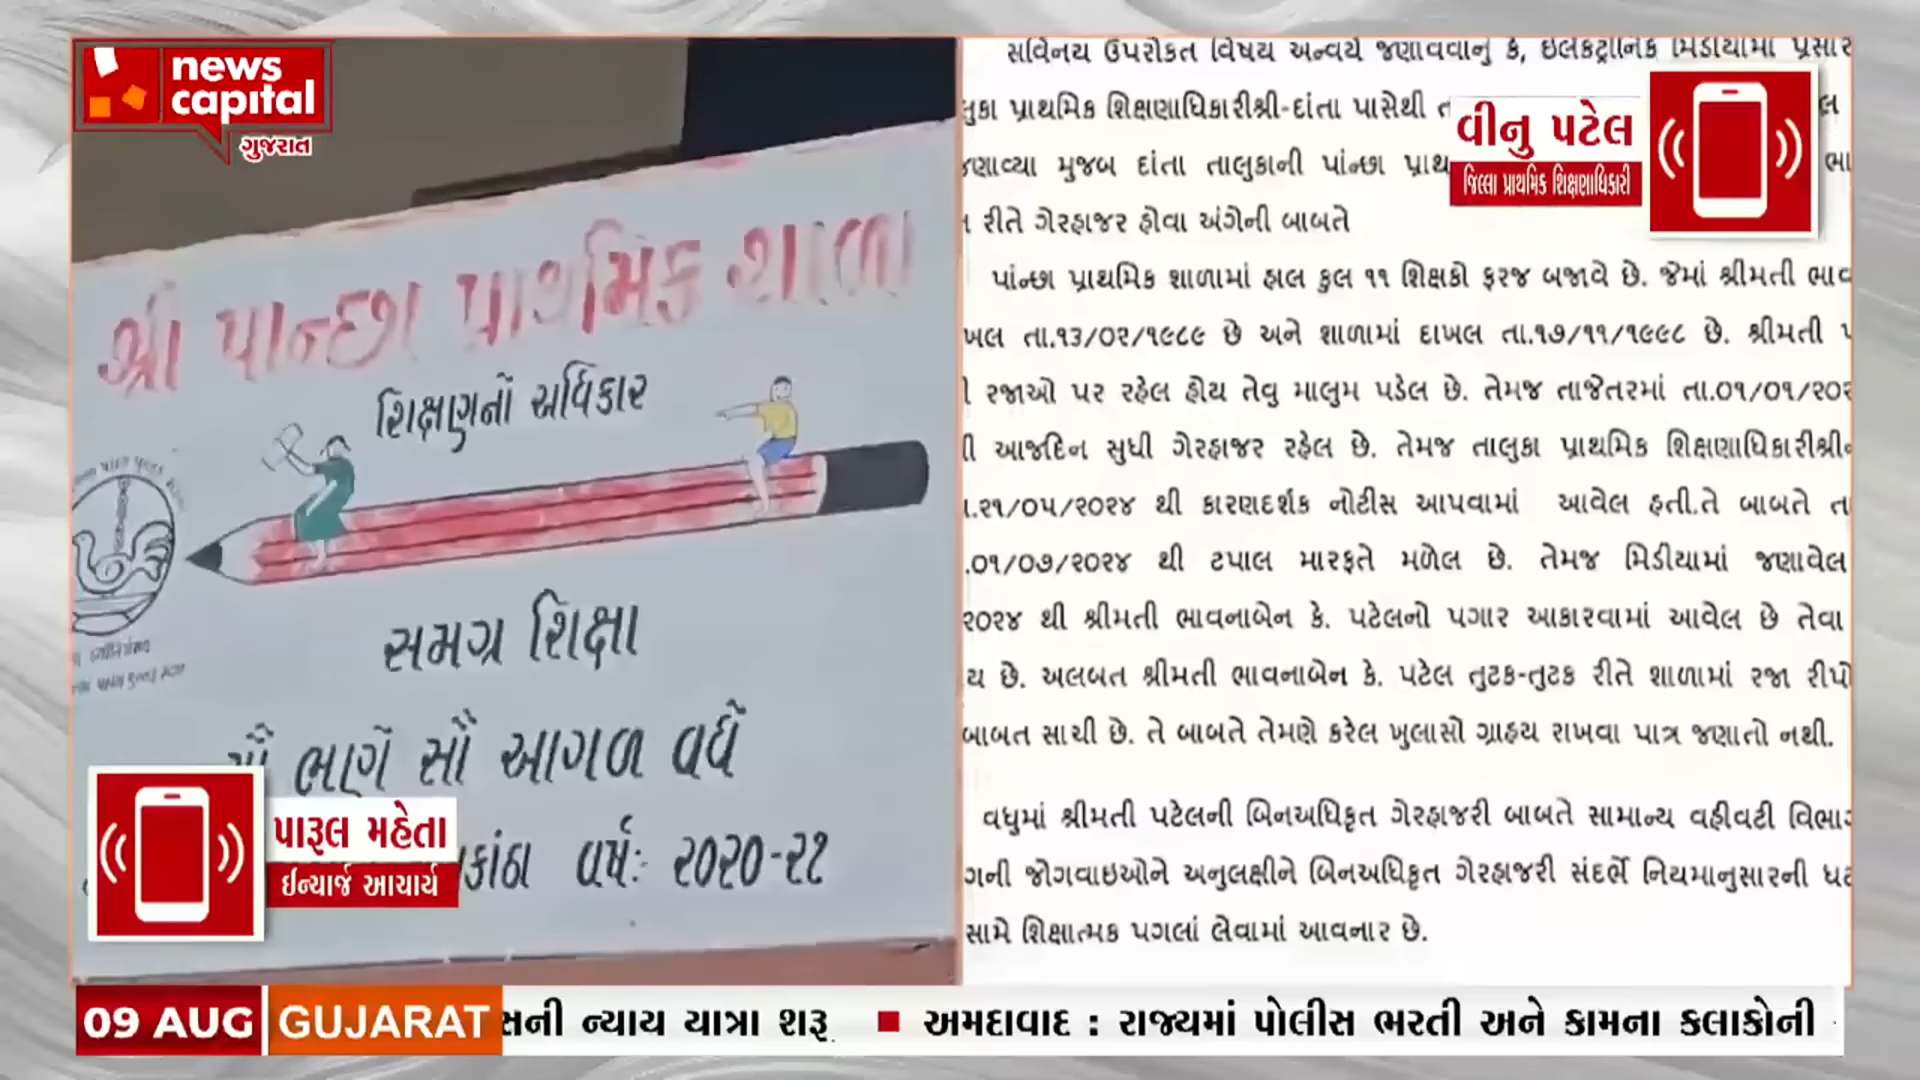 news
capital
ગુજરાત
શ્રી પાન્છા પ્રાથમિક શાળા
શિક્ષણનો અધિકાર
સમગ્ર શિક્ષા
સૌ ભણે સૌ આગળ વધે
કાંઠા વર્ષઃ ૨૦૨૦-૨૧
પારૂલ મહેતા
ઈન્ચાર્જ આચાર્ય
વીનુ પટેલ
જિલ્લા પ્રાથમિક શિક્ષણાધિકારી
સવિનય ઉપરોકત વિષય અન્વયે જણાવવાનું કે, ઇલેકટ્રોનિક મિડીયામાં પ્રસાર
લુકા પ્રાથમિક શિક્ષણાધિકારીશ્રી-દાંતા પાસેથી
જણાવ્યા મુજબ દાંતા તાલુકાની પાંન્છા પ્રાથ ભા
રીતે ગેરહાજર હોવા અંગેની બાબતે
પાંન્છા પ્રાથમિક શાળામાં હાલ કુલ ૧૧ શિક્ષકો ફરજ બજાવે છે. જેમાં શ્રીમતી ભાવ
ખલ તા.૧૩/૦૨/૧૯૮૯ છે અને શાળામાં દાખલ તા.૧૭/૧૧/૧૯૯૮ છે. શ્રીમતી
રજાઓ પર રહેલ હોય તેવુ માલુમ પડેલ છે. તેમજ તાજેતરમાં તા.૦૧/૦૧/૨૦૨
આજદિન સુધી ગેરહાજર રહેલ છે. તેમજ તાલુકા પ્રાથમિક શિક્ષણાધિકારીશ્રી
.૨૧/૦૫/૨૦૨૪ થી કારણદર્શક નોટીસ આપવામાં આવેલ હતી.તે બાબતે તા
.૦૧/૦૭/૨૦૨૪ થી ટપાલ મારફતે મળેલ છે. તેમજ મિડીયામાં જણાવેલ
૨૦૨૪ થી શ્રીમતી ભાવનાબેન કે. પટેલનો પગાર આકારવામાં આવેલ છે તેવા
ય છે. અલબત શ્રીમતી ભાવનાબેન કે. પટેલ તુટક-તુટક રીતે શાળામાં રજા રીપો
બાબત સાચી છે. તે બાબતે તેમણે કરેલ ખુલાસો ગ્રાહય રાખવા પાત્ર જણાતો નથી.
વધુમાં શ્રીમતી પટેલની બિનઅધિકૃત ગેરહાજરી બાબતે સામાન્ય વહીવટી વિભાગ
ગની જોગવાઇઓને અનુલક્ષીને બિનઅધિકૃત ગેરહાજરી સંદર્ભે નિયમાનુસારની
સામે શિક્ષાત્મક પગલાં લેવામાં આવનાર છે.
09 AUG GUJARAT સની ન્યાય યાત્રા શરૂ ■ અમદાવાદ : રાજ્યમાં પોલીસ ભરતી અને કામના કલાકોની